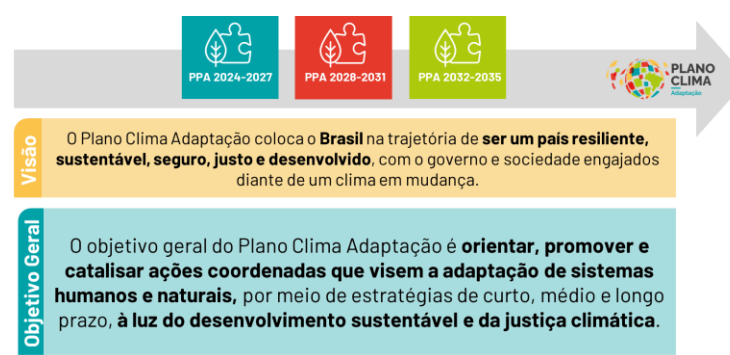 PPA 2024-2027
PPA 2028-2031
PPA 2032-2035
PLANO
CLIMA
Adaptação
Visão
O Plano Clima Adaptação coloca o Brasil na trajetória de ser um país resiliente,
sustentável, seguro, justo e desenvolvido, com o governo e sociedade engajados
diante de um clima em mudança.
Objetivo Geral
O objetivo geral do Plano Clima Adaptação é orientar, promover e
catalisar ações coordenadas que visem a adaptação de sistemas
humanos e naturais, por meio de estratégias de curto, médio e longo
prazo, à luz do desenvolvimento sustentável e da justiça climática.